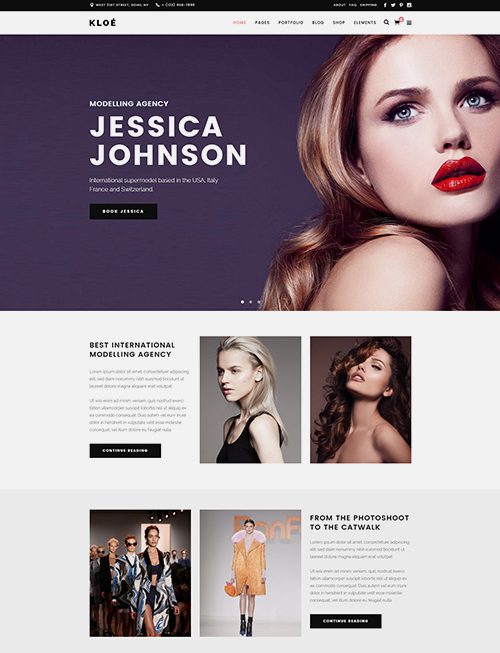 WEST 21ST STREET, SOHO, NY
ABOUT FAQ SHIPPING
KLOÉ
HOME PAGES PORTFOLIO BLOG SHOP ELEMENTS
MODELLING AGENCY
JESSICA
JOHNSON
International supermodel based in the USA, Italy
France and Switzerland.
BOOK JESSICA
BEST INTERNATIONAL
MODELLING AGENCY
Lorem ipsum dolor sit amet, consectetuer adipiscing
elit, sed diam nonummy nibh euismod tincidunt ut
laoreet dolore magna aliquam erat volutpat.
Ut wisi enim ad minim veniam, quis nostrud exerci
tation ullamcorper suscipit lobortis nisl ut aliquip ex
ea commodo consequat. Duis autem vel eum iriure
dolor in hendrerit in vulputate velit esse molestie
consequat, vel illum dolore eu feugiat nulla
CONTINUE READING
FROM THE PHOTOSHOOT
TO THE CATWALK
Lorem ipsum dolor sit amet, consectetuer adipiscing
elit, sed diam nonummy nibh euismod tincidunt ut
laoreet dolore magna aliquam erat volutpat.
Ut wisi enim ad minim veniam, quis nostrud exerci
tation ullamcorper suscipit lobortis nisl ut aliquip ex
ea commodo consequat. Duis autem vel eum iriure
dolor in hendrerit in vulputate velit esse molestie
consequat, vel illum dolore eu feugiat nulla
CONTINUE READING